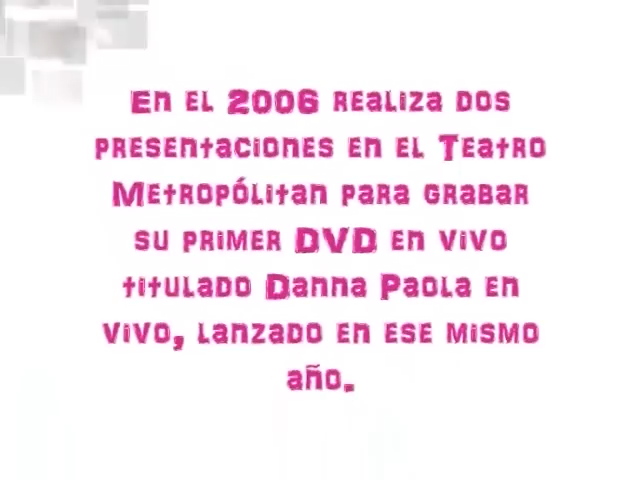 En el 2006 realiza dos
presentaciones en el Teatro
Metropólitan para grabar
su primer DVD en vivo
titulado Danna Paola en
vivo, lanzado en ese mismo
año.